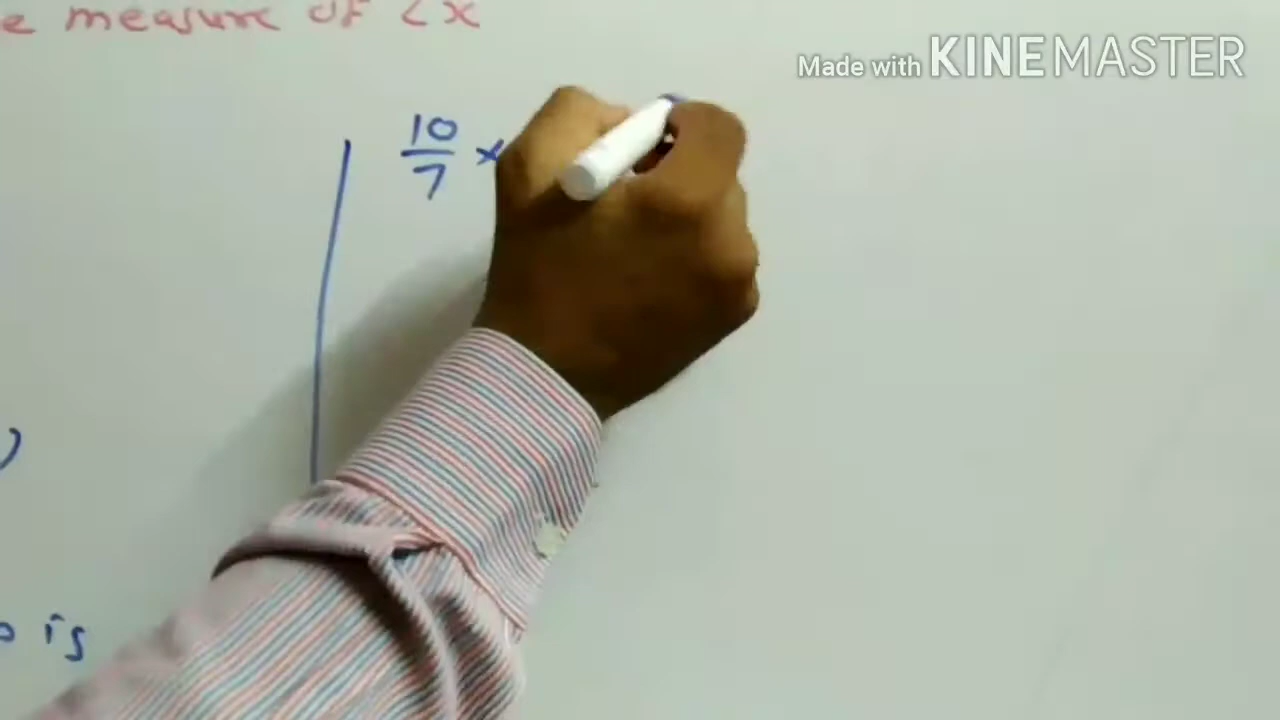 e measure of ∠x
Made with KINEMASTER
10/7 ×
)
is